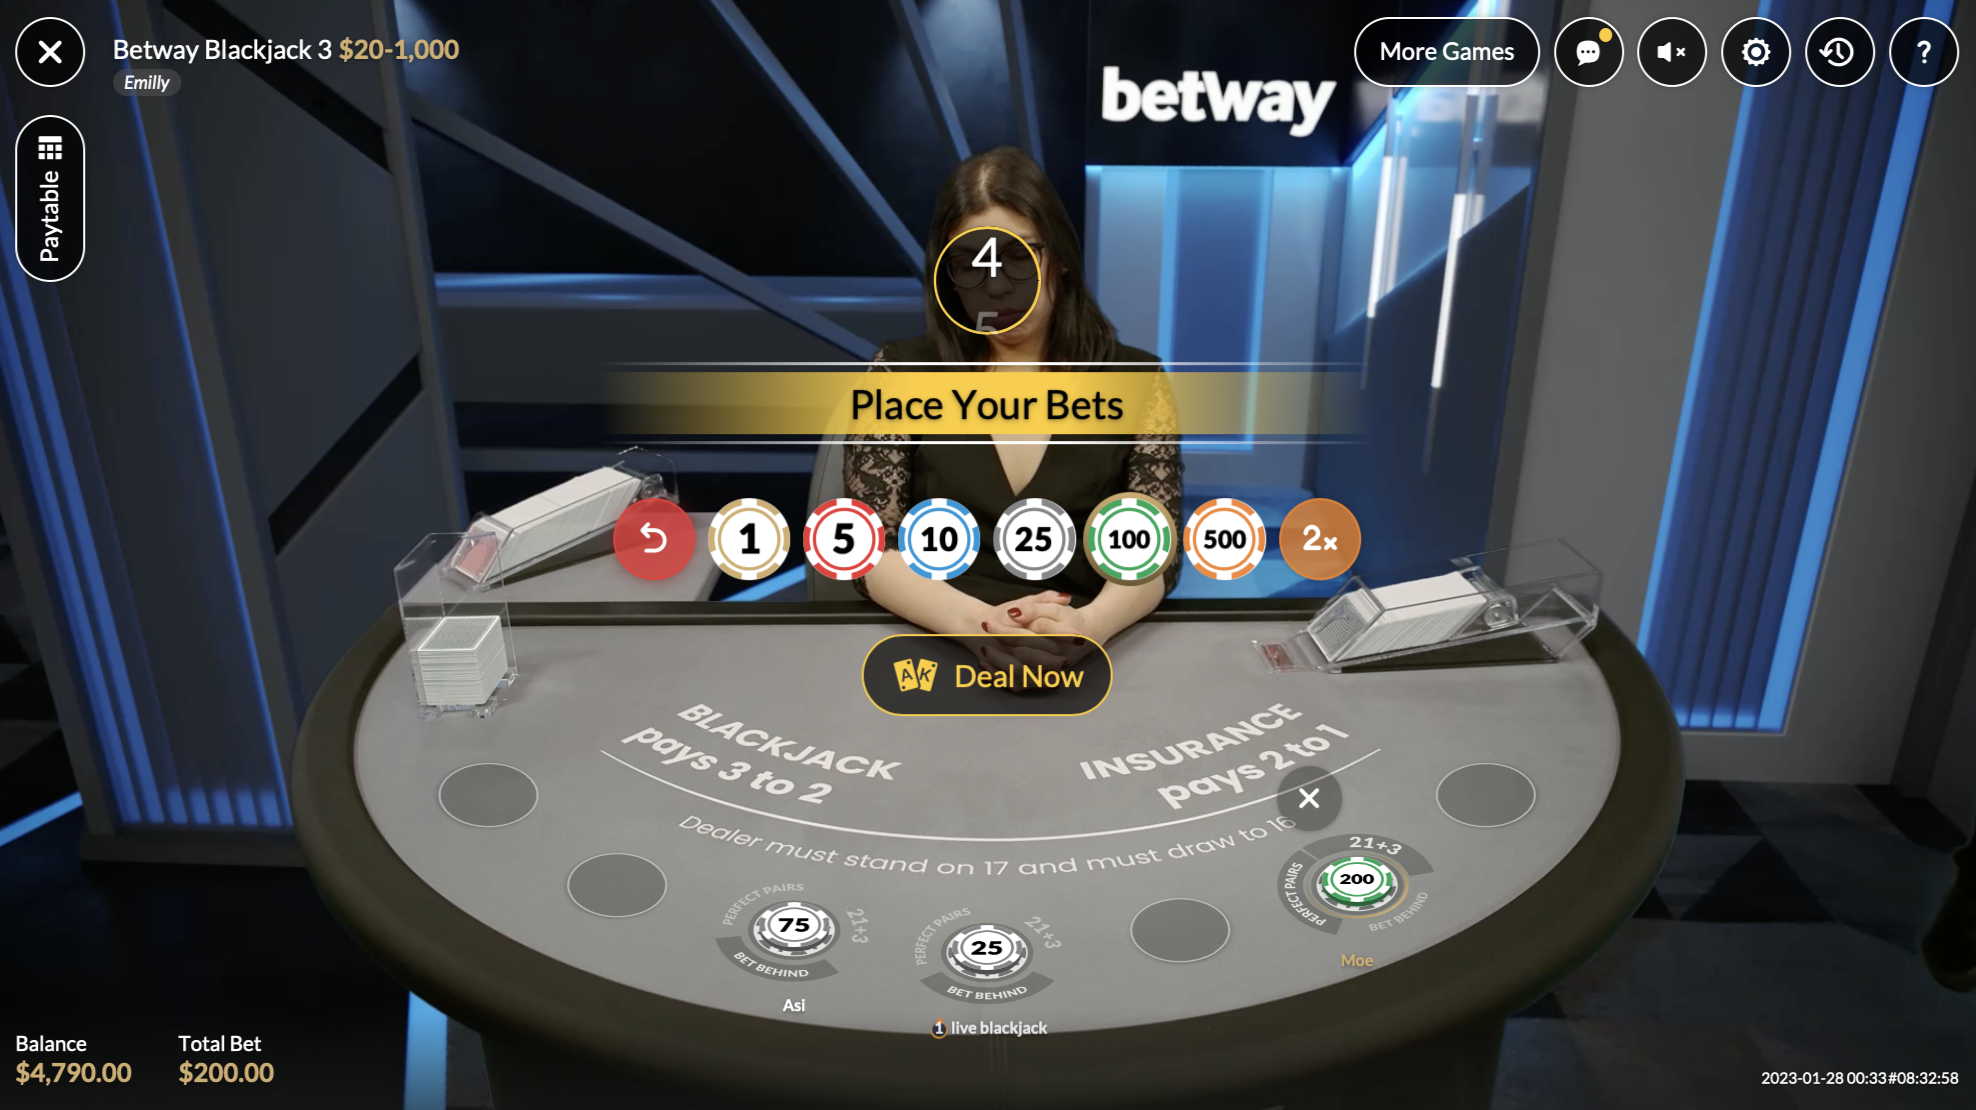 Betway Blackjack 3 $20-1,000
Emilly
More Games
?
betway
Paytable
4
5
Place Your Bets
1
5
10
25
100
500
2x
A K
Deal Now
BLACKJACK
pays 3 to 2
INSURANCE
pays 2 to 1
Dealer must stand on 17 and must draw to 16
PERFECT PAIRS
21+3
75
BET BEHIND
Asi
PERFECT PAIRS
21+3
25
BET BEHIND
1 live blackjack
21+3
PERFECT PAIRS
200
BET BEHIND
Moe
Balance
$4,790.00
Total Bet
$200.00
2023-01-28 00:33#08:32:58